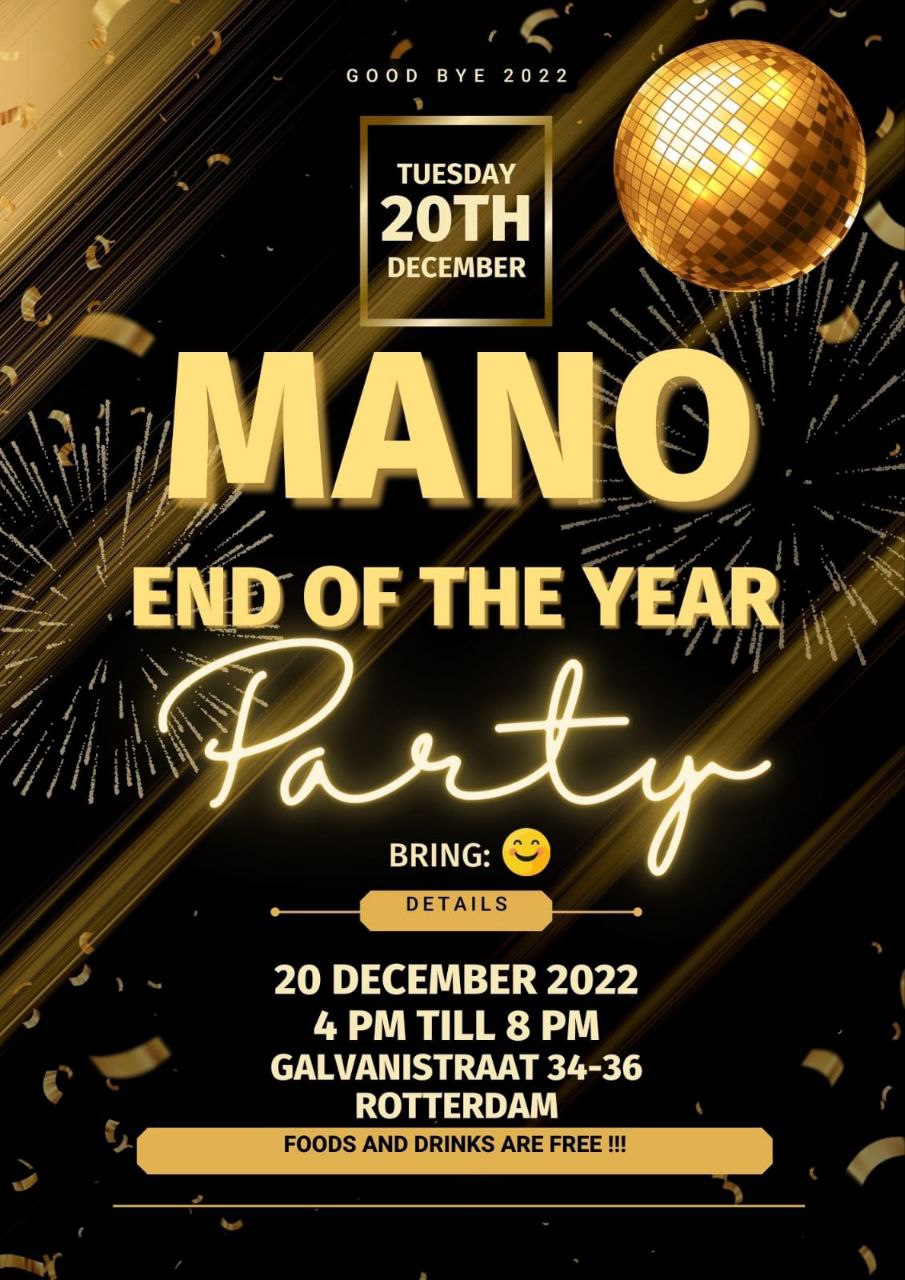 GOOD BYE 2022
TUESDAY
20TH
DECEMBER
MANO
END OF THE YEAR
Party
BRING: 😊
DETAILS
20 DECEMBER 2022
4 PM TILL 8 PM
GALVANISTRAAT 34-36
ROTTERDAM
FOODS AND DRINKS ARE FREE !!!